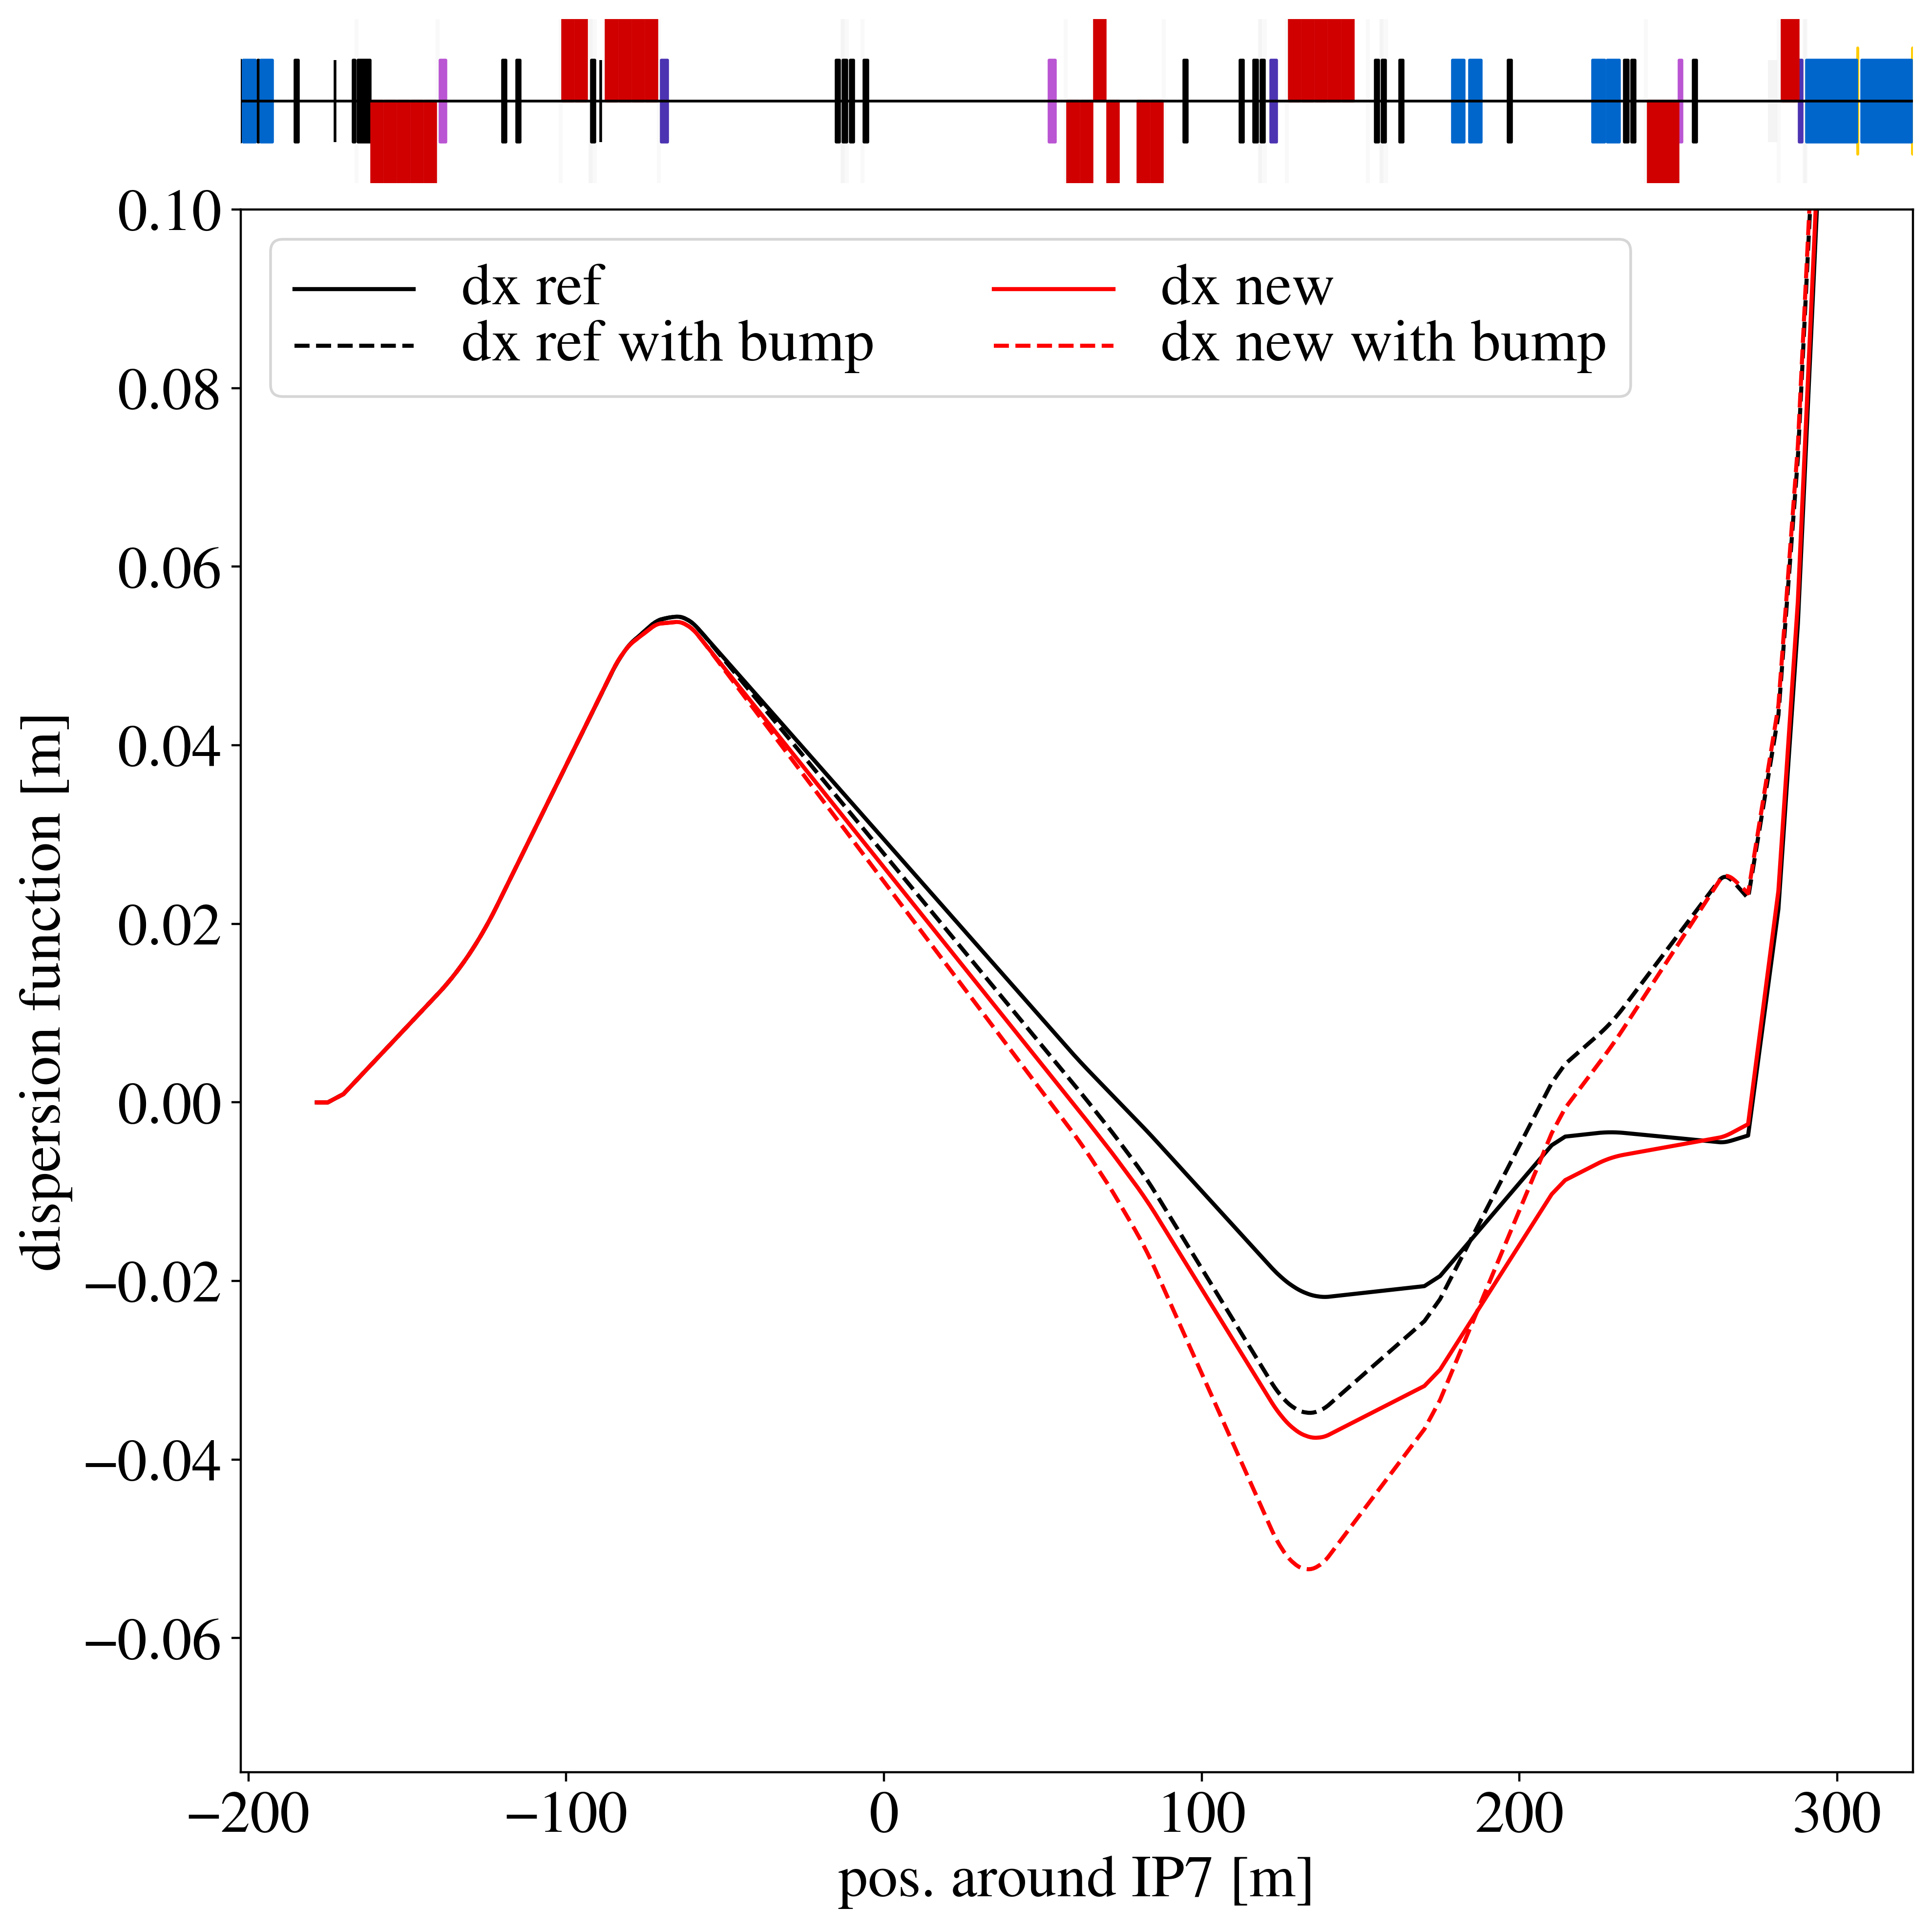 0.10
0.08
0.06
0.04
0.02
0.00
−0.02
−0.04
−0.06
dispersion function [m]
dx ref
dx ref with bump
dx new
dx new with bump
−200 −100 0 100 200 300
pos. around IP7 [m]